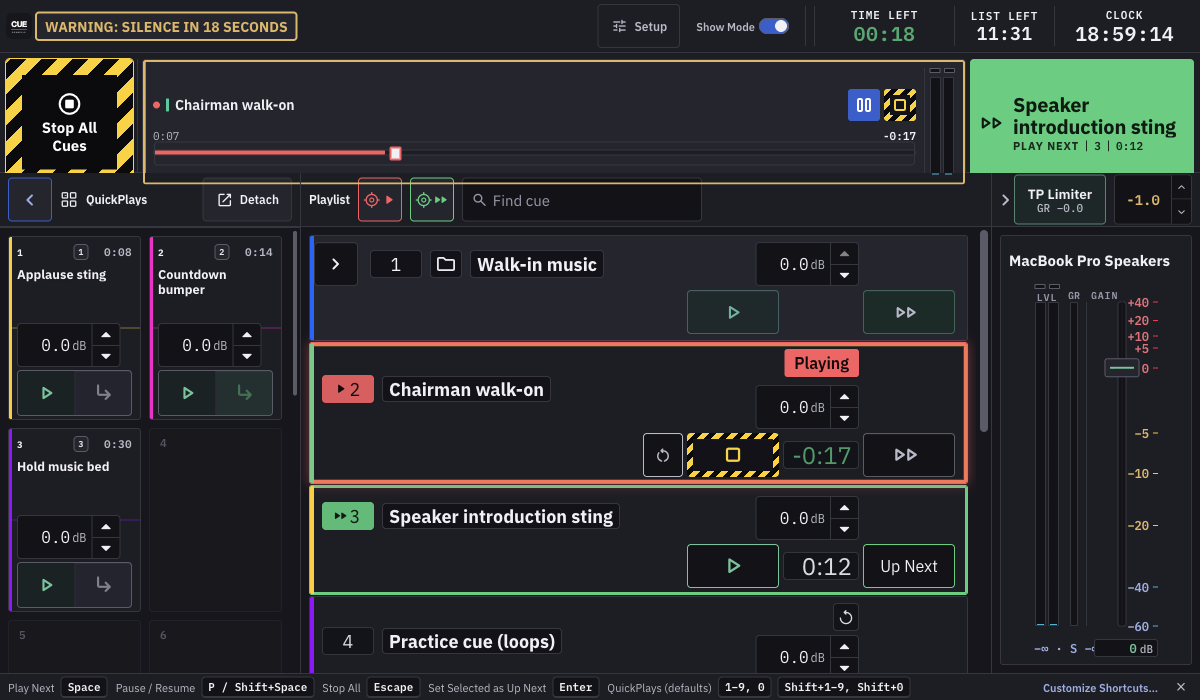 CUE
WARNING: SILENCE IN 18 SECONDS
Setup
Show Mode
TIME LEFT
00:18
LIST LEFT
11:31
CLOCK
18:59:14
Stop All
Cues
Chairman walk-on
0:07
-0:17
Speaker
introduction sting
PLAY NEXT | 3 | 0:12
QuickPlays
Detach
Playlist
Find cue
TP Limiter
GR -0.0
-1.0
1 1 0:08
Applause sting
0.0dB
2 2 0:14
Countdown
bumper
0.0dB
3 3 0:30
Hold music bed
0.0dB
4
5
6
1
Walk-in music
0.0dB
Playing
2
Chairman walk-on
0.0dB
-0:17
3
Speaker introduction sting
0.0dB
0:12
Up Next
4
Practice cue (loops)
0.0dB
MacBook Pro Speakers
LVL
GR
GAIN
+40
+20
+10
+5
0
-5
-10
-20
-40
-60
-∞ · S -∞
0 dB
Play Next Space Pause / Resume P / Shift+Space Stop All Escape Set Selected as Up Next Enter QuickPlays (defaults) 1-9, 0 Shift+1-9, Shift+0
Customize Shortcuts...